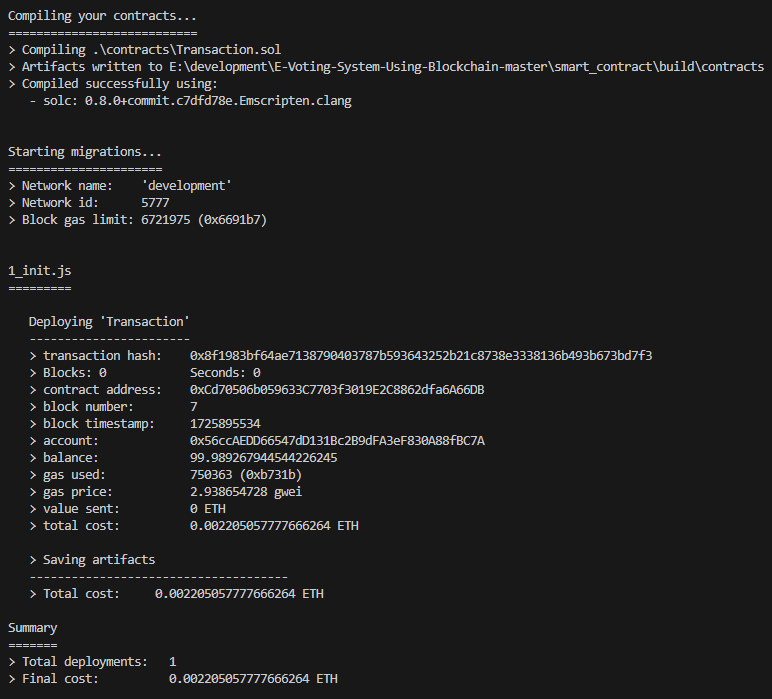 Compiling your contracts...
===========================
> Compiling .\contracts\Transaction.sol
> Artifacts written to E:\development\E-Voting-System-Using-Blockchain-master\smart_contract\build\contracts
> Compiled successfully using:
   - solc: 0.8.0+commit.c7dfd78e.Emscripten.clang
Starting migrations...
======================
> Network name:    'development'
> Network id:      5777
> Block gas limit: 6721975 (0x6691b7)
1_init.js
=========
   Deploying 'Transaction'
   -----------------------
   > transaction hash:    0x8f1983bf64ae7138790403787b593643252b21c8738e3338136b493b673bd7f3
   > Blocks: 0            Seconds: 0
   > contract address:    0xCd70506b059633C7703f3019E2C8862dfa6A66DB
   > block number:        7
   > block timestamp:     1725895534
   > account:             0x56ccAEDD66547dD131Bc2B9dFA3eF830A88fBC7A
   > balance:             99.989267944544226245
   > gas used:            750363 (0xb731b)
   > gas price:           2.938654728 gwei
   > value sent:          0 ETH
   > total cost:          0.002205057777666264 ETH
   > Saving artifacts
   -------------------------------------
   > Total cost:     0.002205057777666264 ETH
Summary
=======
> Total deployments:   1
> Final cost:          0.002205057777666264 ETH